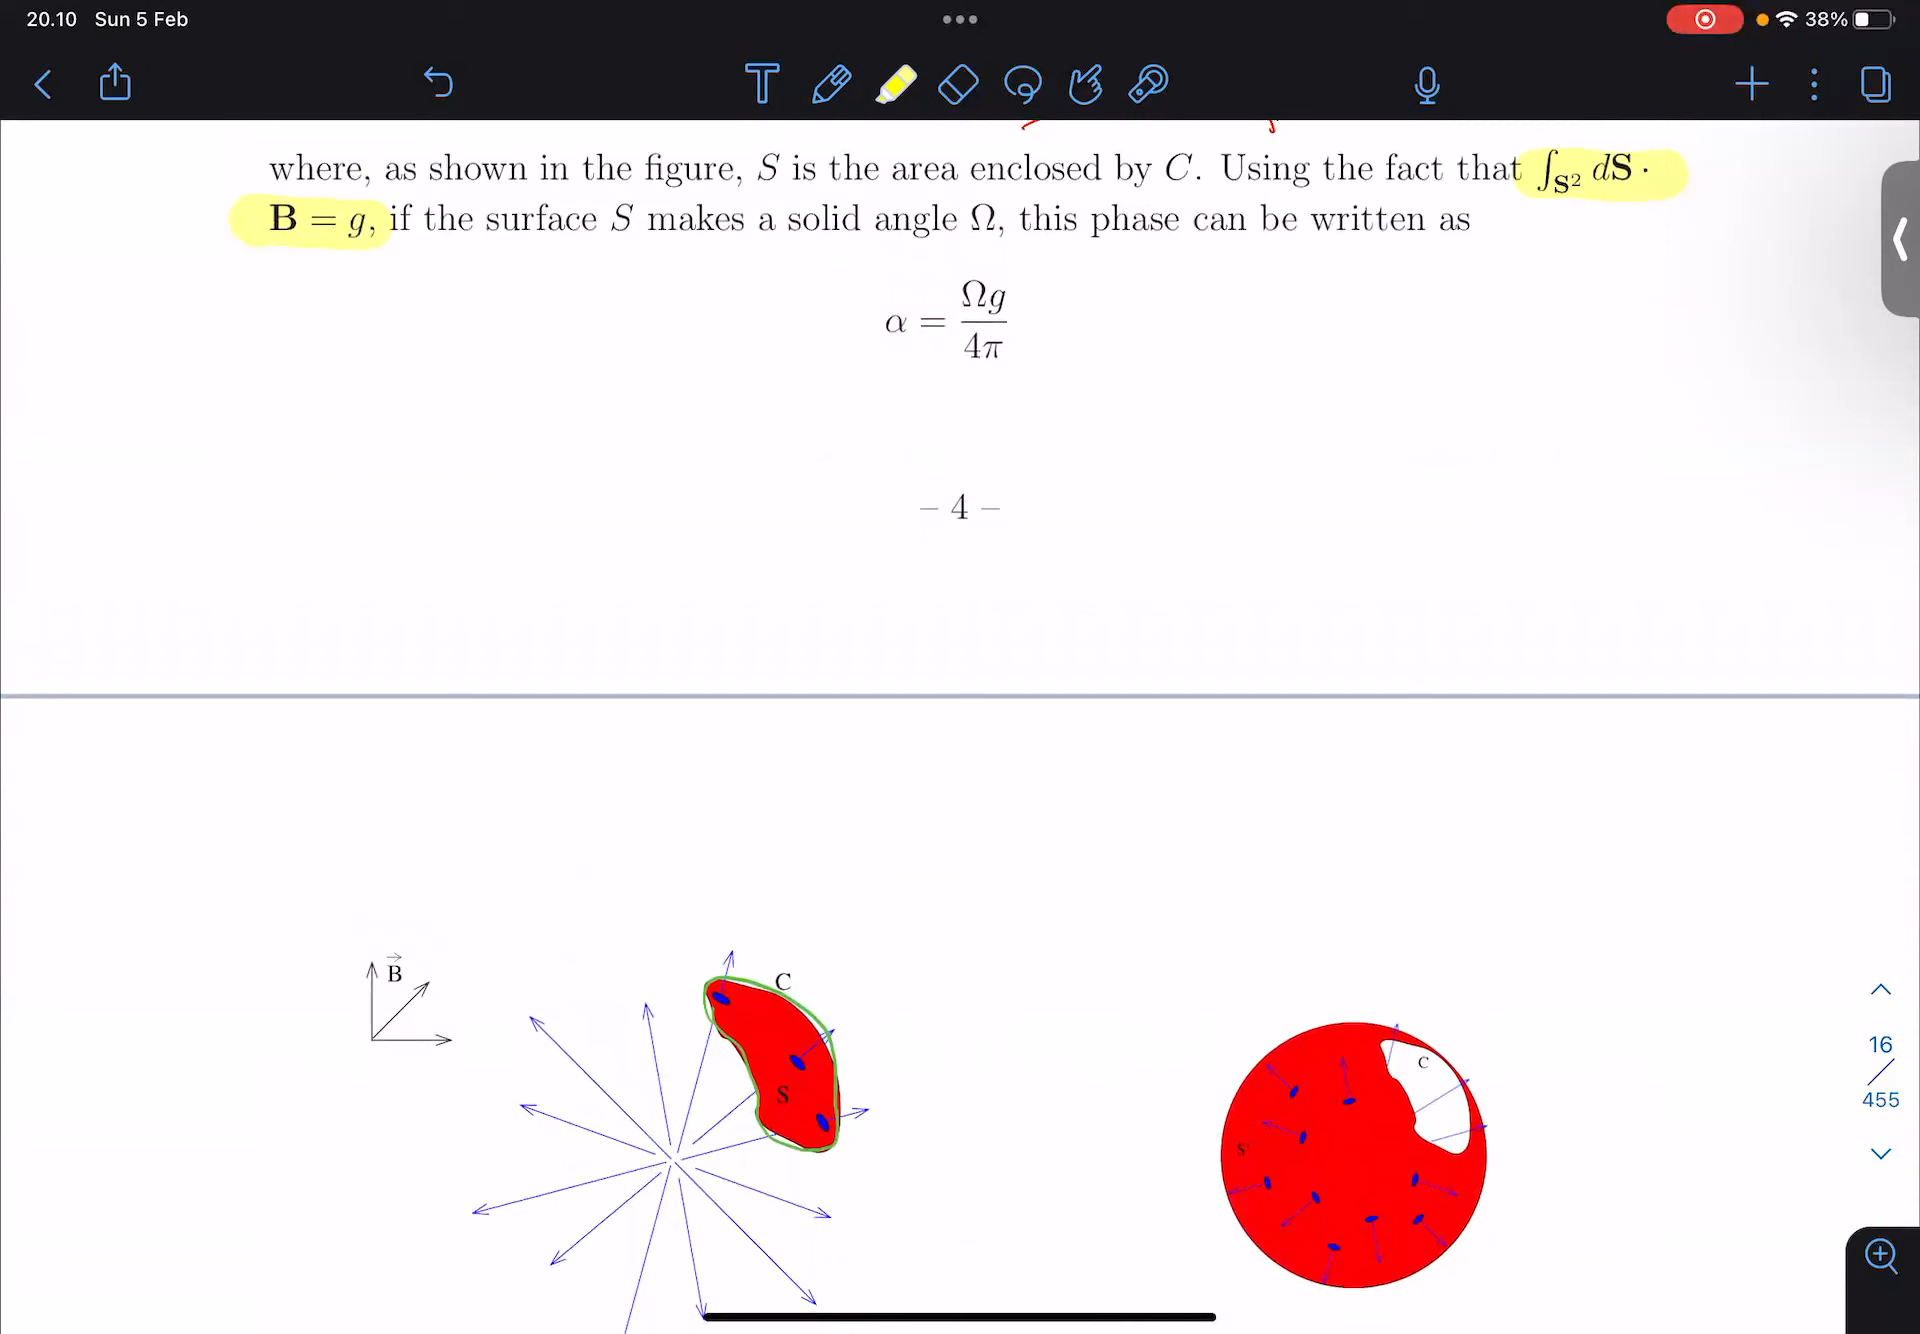 20.10 Sun 5 Feb
38%
where, as shown in the figure, S is the area enclosed by C. Using the fact that ∫_{S²} dS ·
B = g, if the surface S makes a solid angle Ω, this phase can be written as
α = Ωg / 4π
– 4 –
B⃗
C
S
C
S'
16
/
455